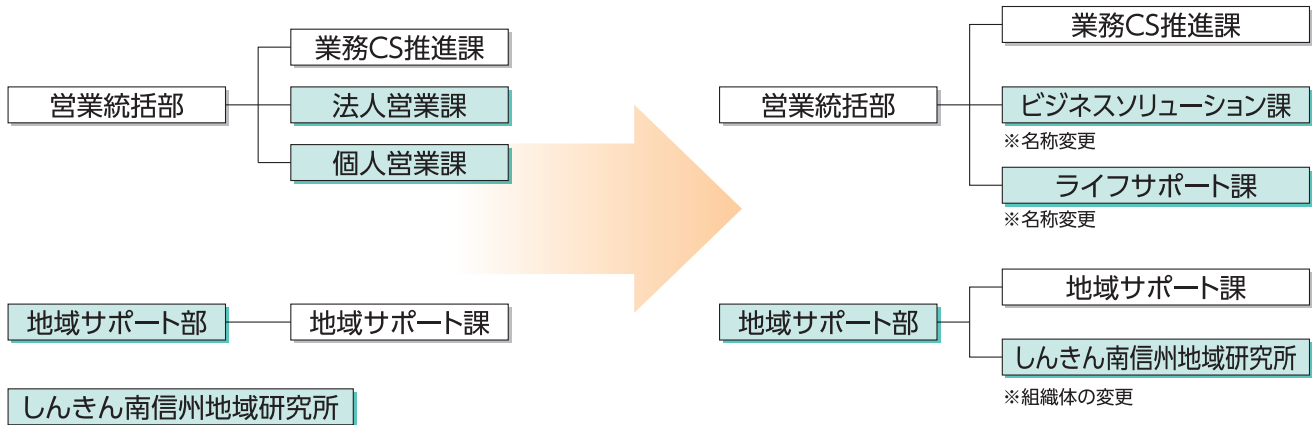 業務CS推進課
営業統括部
法人営業課
個人営業課
地域サポート部
地域サポート課
しんきん南信州地域研究所
業務CS推進課
営業統括部
ビジネスソリューション課
※名称変更
ライフサポート課
※名称変更
地域サポート課
地域サポート部
しんきん南信州地域研究所
※組織体の変更